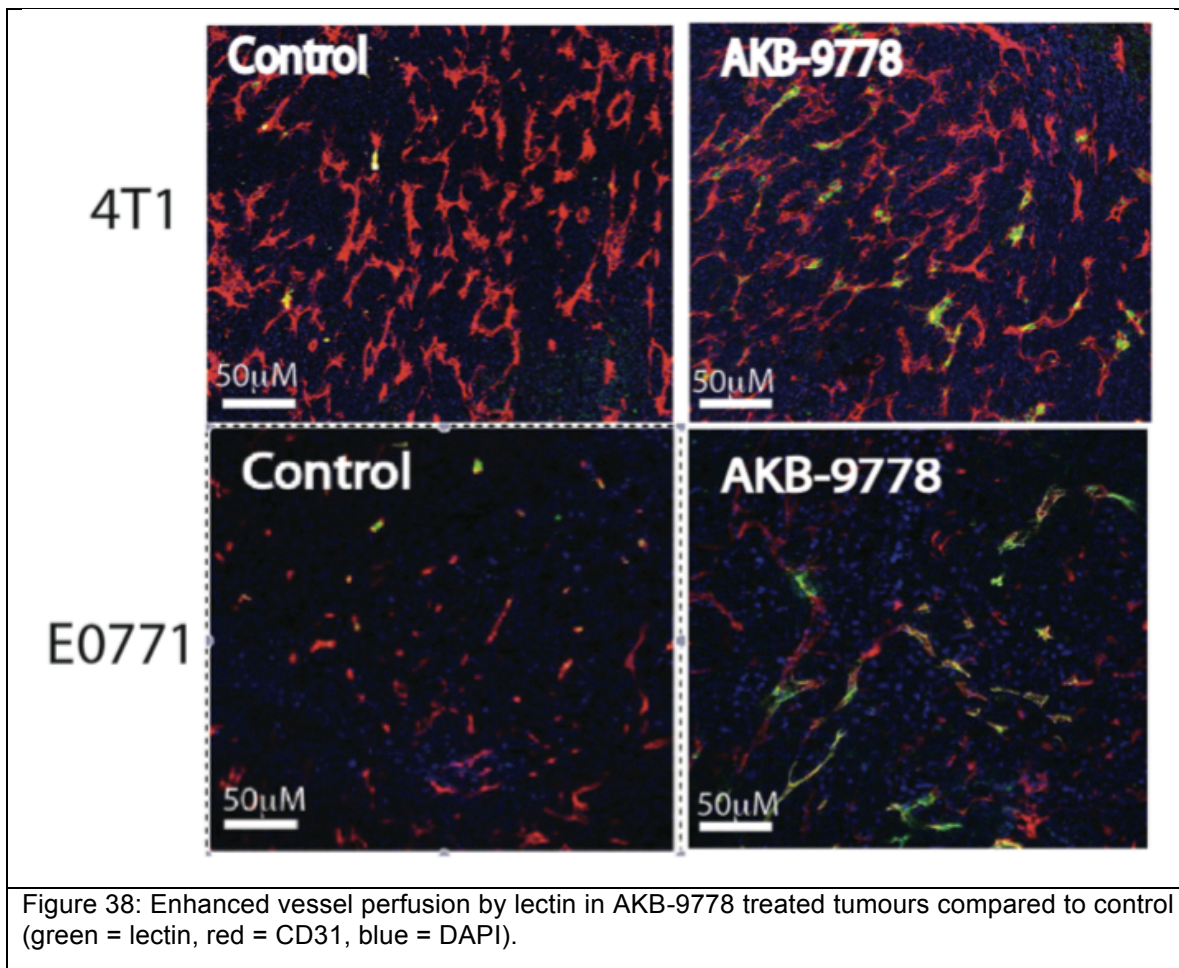 Control
AKB-9778
4T1
50μM
50μM
Control
AKB-9778
E0771
50μM
50μM
Figure 38: Enhanced vessel perfusion by lectin in AKB-9778 treated tumours compared to control
(green = lectin, red = CD31, blue = DAPI).